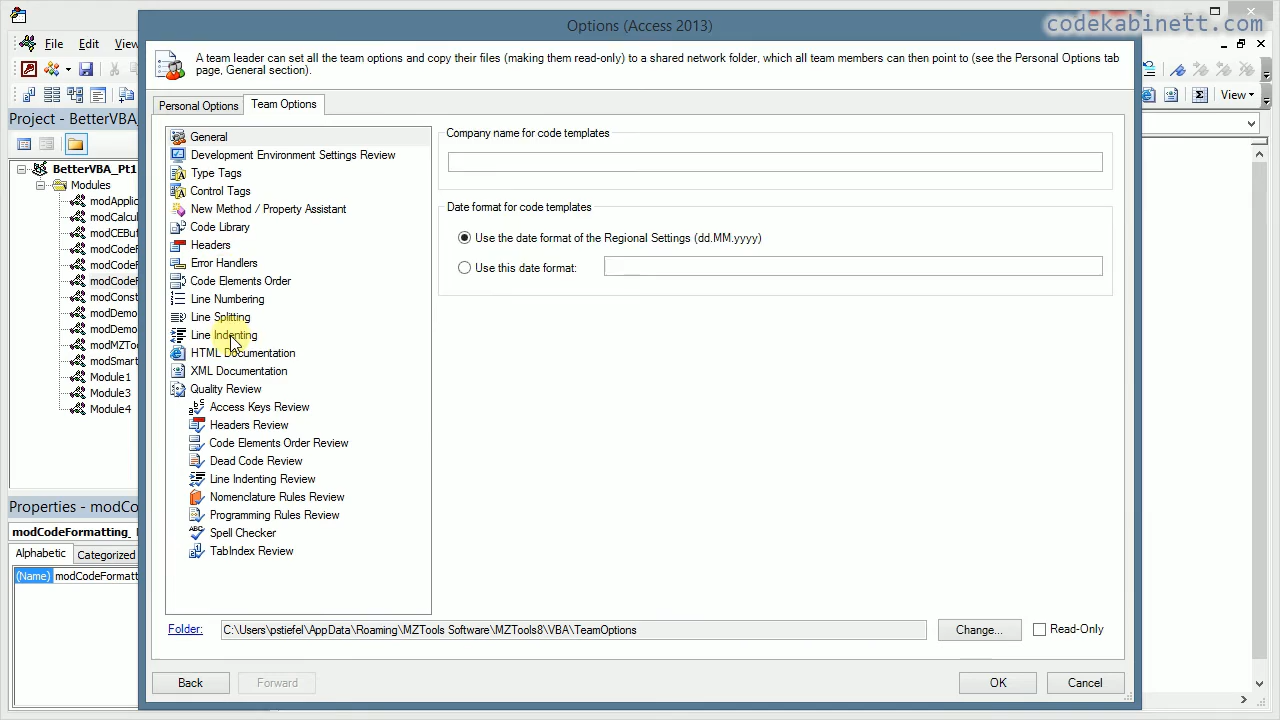 Options (Access 2013)
codekabinett.com
File Edit View
A team leader can set all the team options and copy their files (making them read-only) to a shared network folder, which all team members can then point to (see the Personal Options tab
page, General section).
Personal Options
Team Options
View
Project - BetterVBA_
BetterVBA_Pt1
Modules
modApplic
modCalcul
modCEBuf
modCodeF
modCodeF
modCodeF
modConst
modDemo
modDemo
modMZToo
modSmart
Module1
Module3
Module4
General
Development Environment Settings Review
Type Tags
Control Tags
New Method / Property Assistant
Code Library
Headers
Error Handlers
Code Elements Order
Line Numbering
Line Splitting
Line Indenting
HTML Documentation
XML Documentation
Quality Review
Access Keys Review
Headers Review
Code Elements Order Review
Dead Code Review
Line Indenting Review
Nomenclature Rules Review
Programming Rules Review
Spell Checker
TabIndex Review
Company name for code templates
Date format for code templates
Use the date format of the Regional Settings (dd.MM.yyyy)
Use this date format:
Properties - modCo
modCodeFormatting_
Alphabetic Categorized
(Name) modCodeFormatt
Folder: C:\Users\pstiefel\AppData\Roaming\MZTools Software\MZTools8\VBA\TeamOptions Change... Read-Only
Back Forward OK Cancel